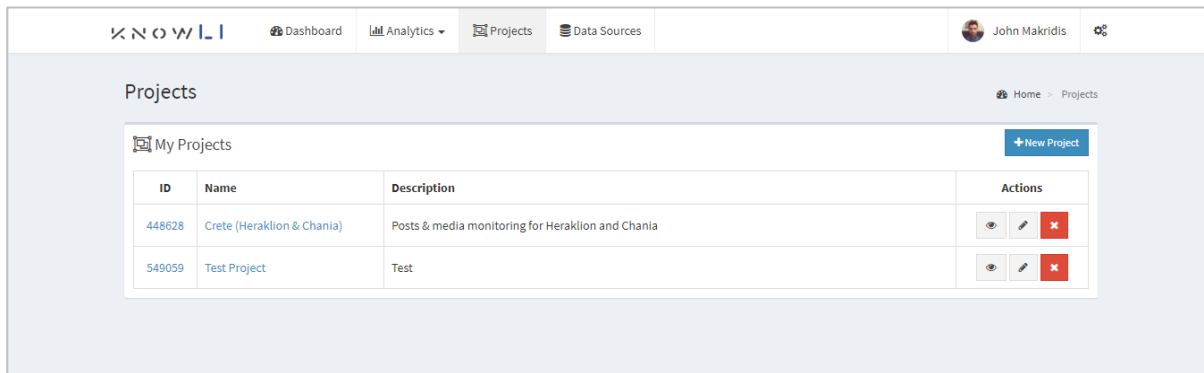 KNOWLI Dashboard Analytics Projects Data Sources John Makridis
Projects
Home > Projects
My Projects
New Project
ID Name Description Actions
448628 Crete (Heraklion & Chania) Posts & media monitoring for Heraklion and Chania
549059 Test Project Test